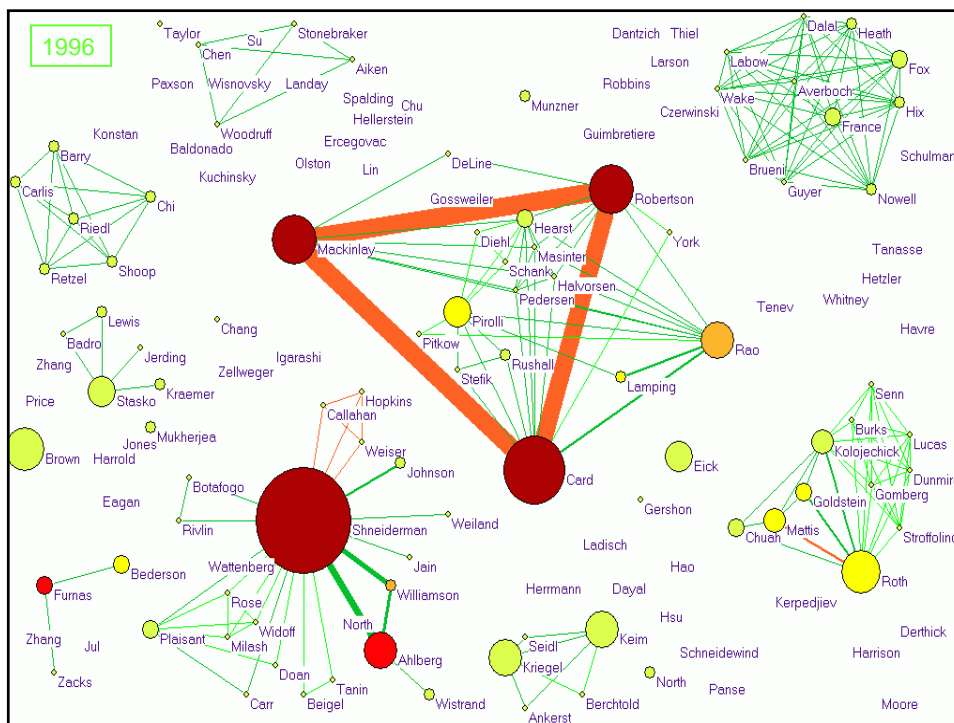 1996
Taylor
Su
Stonebraker
Chen
Aiken
Paxson
Wisnovsky
Landay
Spalding
Chu
Hellerstein
Woodruff
Ercegovac
Konstan
Baldonado
Olston
Lin
Kuchinsky
Dantzich
Thiel
Larson
Robbins
Munzner
Czerwinski
Guimbretiere
Dalal
Heath
Labow
Fox
Wake
Averboch
Hix
France
Schulman
Brueni
Guyer
Nowell
Barry
Carlis
Chi
Riedl
Retzel
Shoop
DeLine
Gossweiler
Robertson
Mackinlay
Hearst
Diehl
Masinter
York
Schank
Halvorsen
Pedersen
Tanasse
Hetzler
Whitney
Tenev
Havre
Pirolli
Pitkow
Rao
Rushall
Stefik
Lamping
Card
Lewis
Badro
Chang
Zhang
Jerding
Igarashi
Zellweger
Stasko
Kraemer
Price
Mukherjea
Jones
Brown
Harrold
Hopkins
Callahan
Weiser
Johnson
Eagan
Botafogo
Rivlin
Shneiderman
Weiland
Eick
Gershon
Ladisch
Senn
Burks
Lucas
Kolojechick
Dunmire
Goldstein
Gomberg
Mattis
Chuah
Stroffolino
Roth
Wattenberg
Jain
Bederson
Furnas
Williamson
Rose
North
Widoff
Plaisant
Milash
Ahlberg
Zhang
Jul
Doan
Zacks
Tanin
Carr
Beigel
Wistrand
Hao
Herrmann
Dayal
Hsu
Kerpedjiev
Seidl
Keim
Kriegel
Schneidewind
Derthick
Harrison
North
Panse
Berchtold
Ankerst
Moore